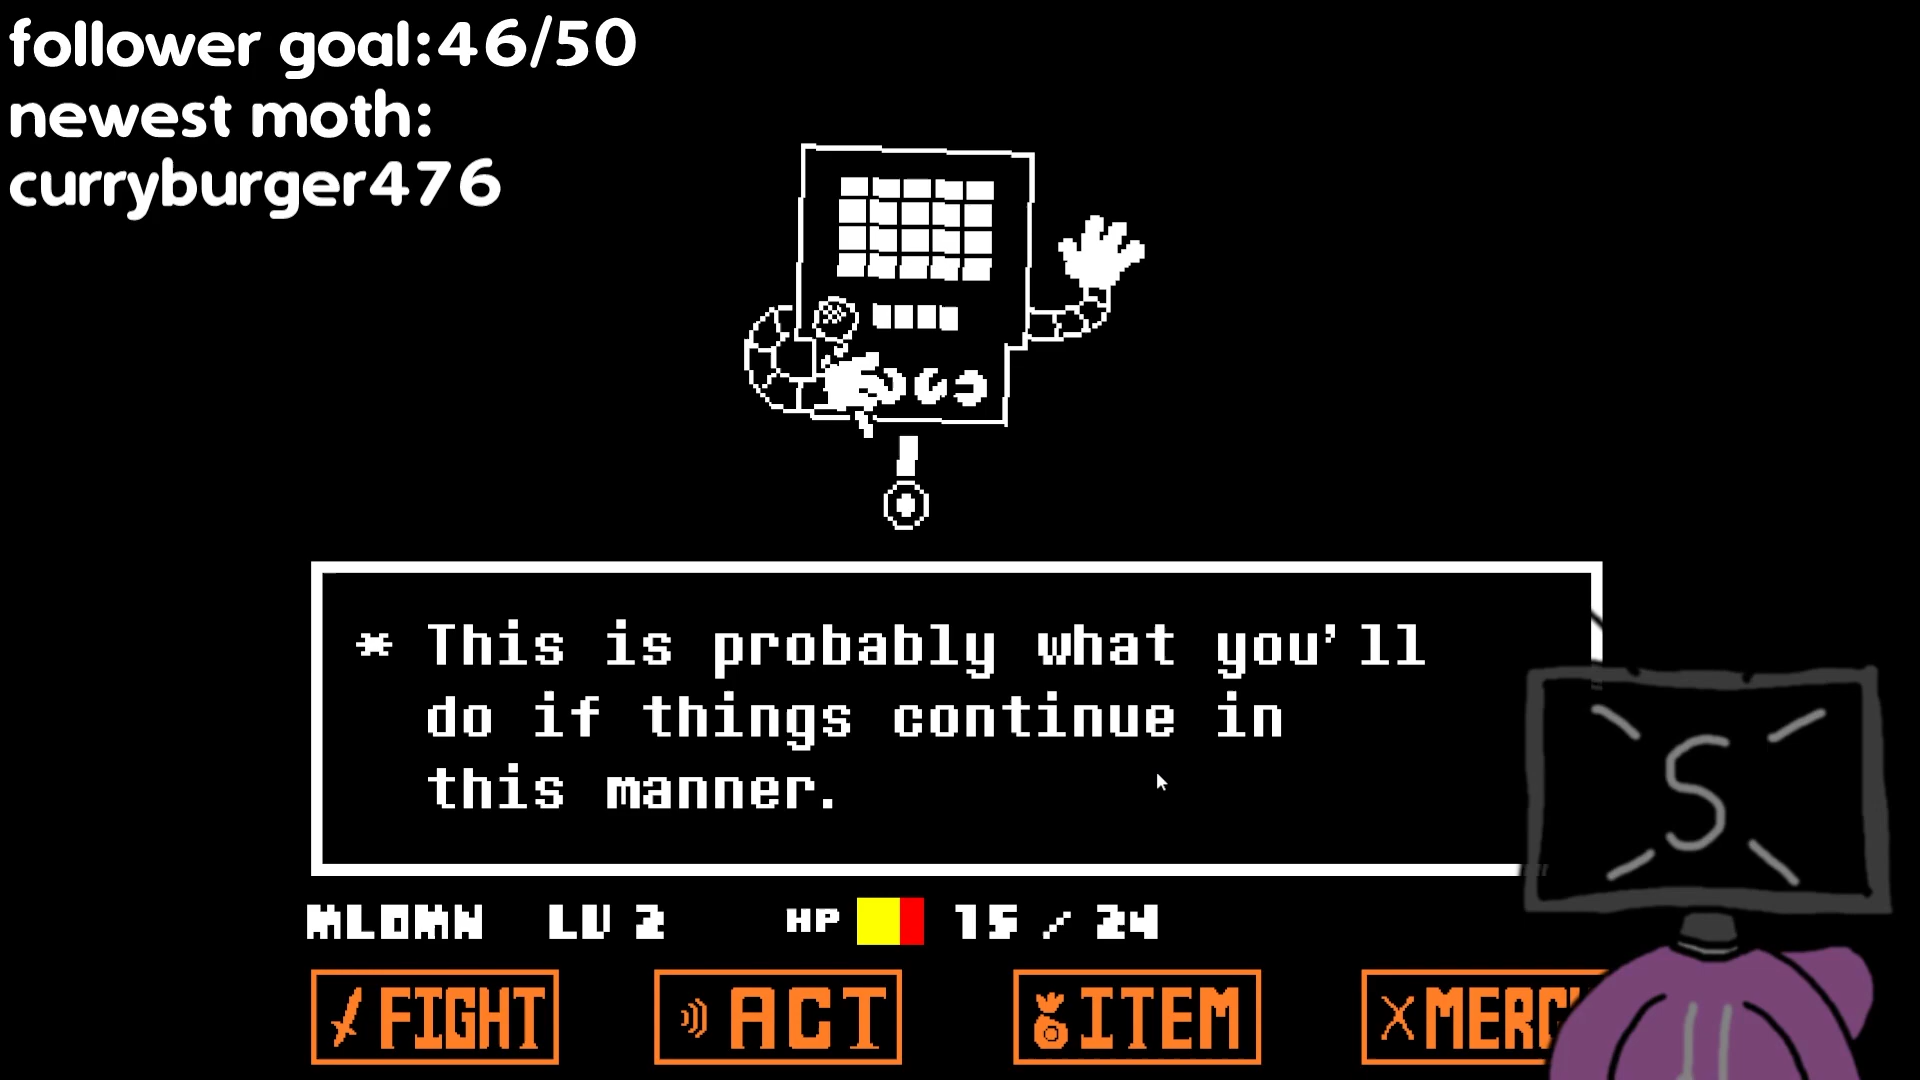 follower goal:46/50
newest moth:
curryburger476
* This is probably what you'll
do if things continue in
this manner.
MLOMN LV 2 HP 15 / 24
FIGHT ACT ITEM MERC
S